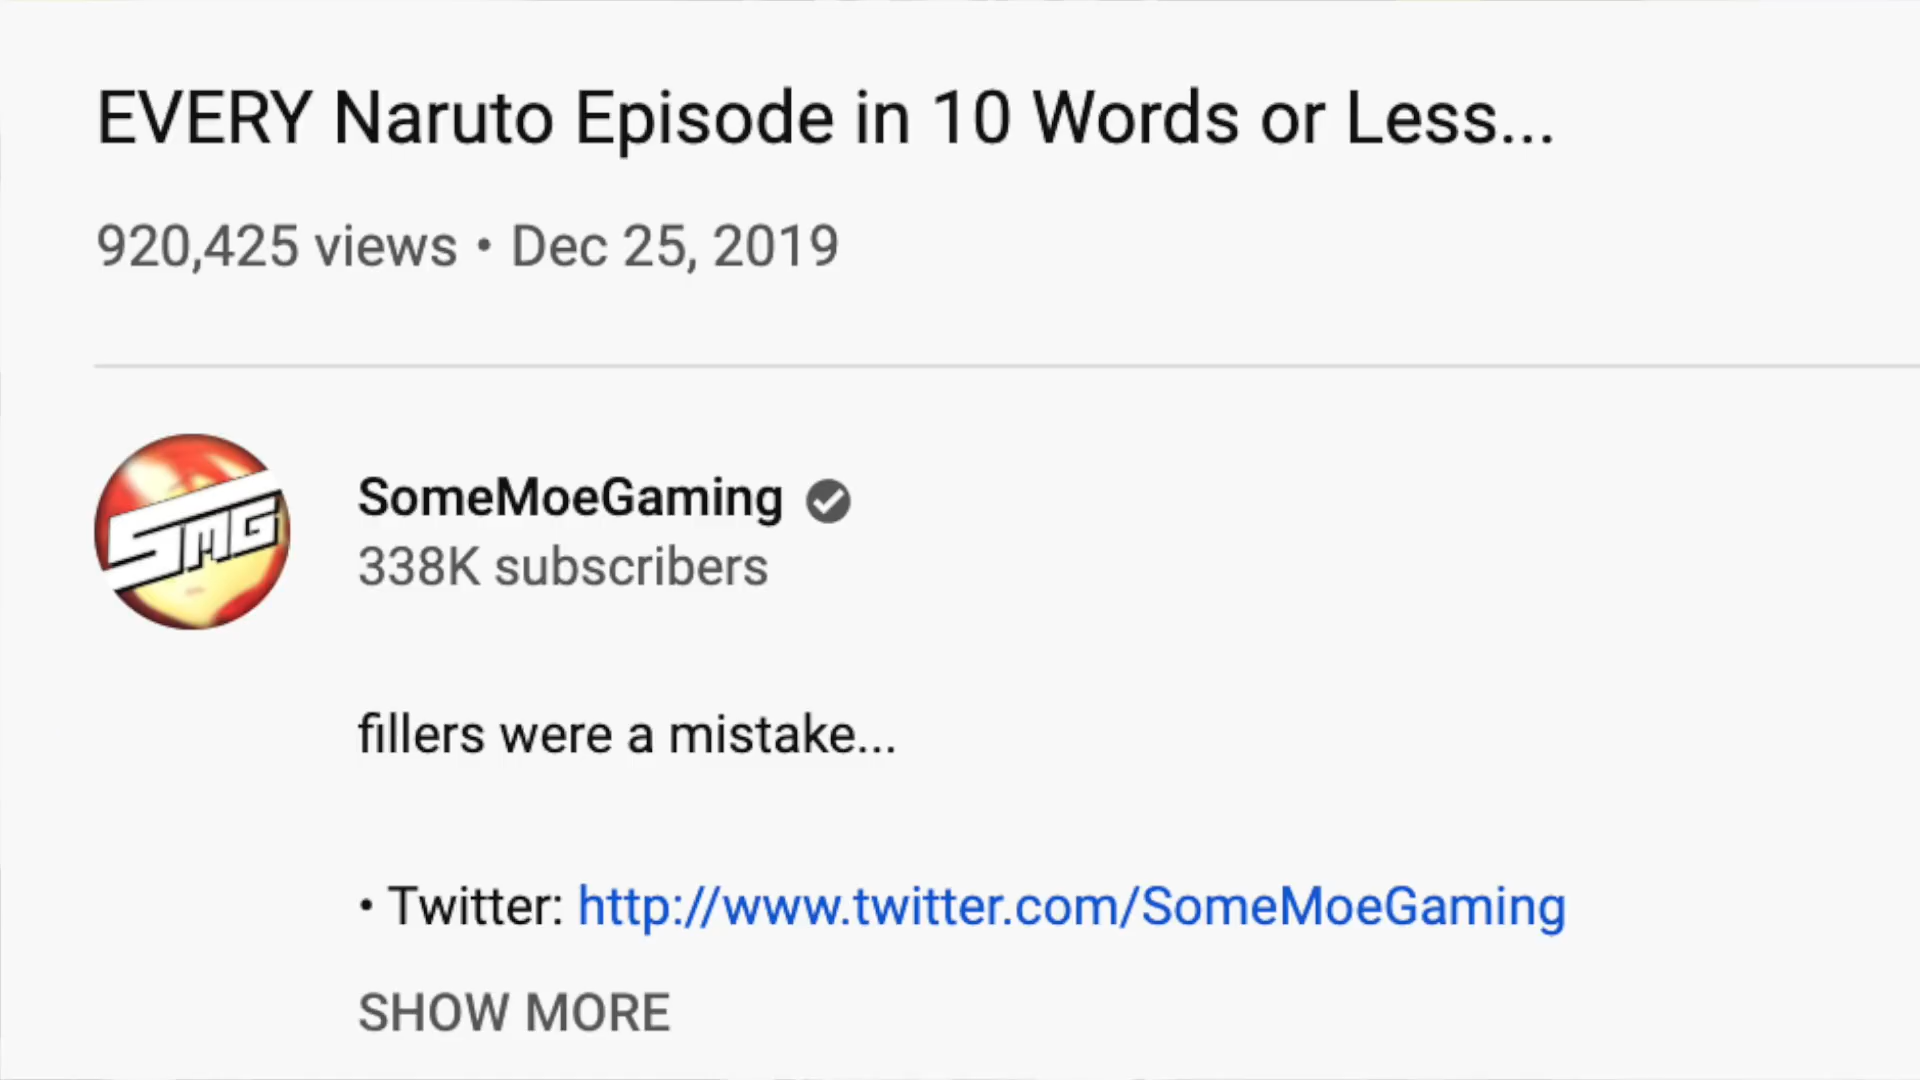 EVERY Naruto Episode in 10 Words or Less...
920,425 views • Dec 25, 2019
SMG
SomeMoeGaming
338K subscribers
fillers were a mistake...
• Twitter: http://www.twitter.com/SomeMoeGaming
SHOW MORE